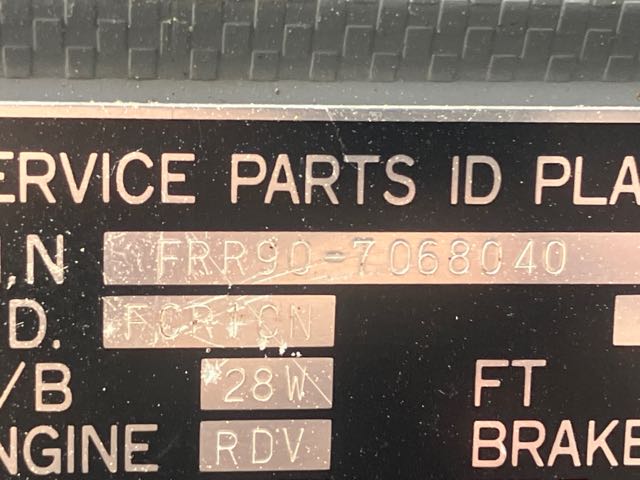 ERVICE PARTS ID PLA
.N FRR90-7068040
D. FCR1CN
/B 28W FT
NGINE RDV BRAKE